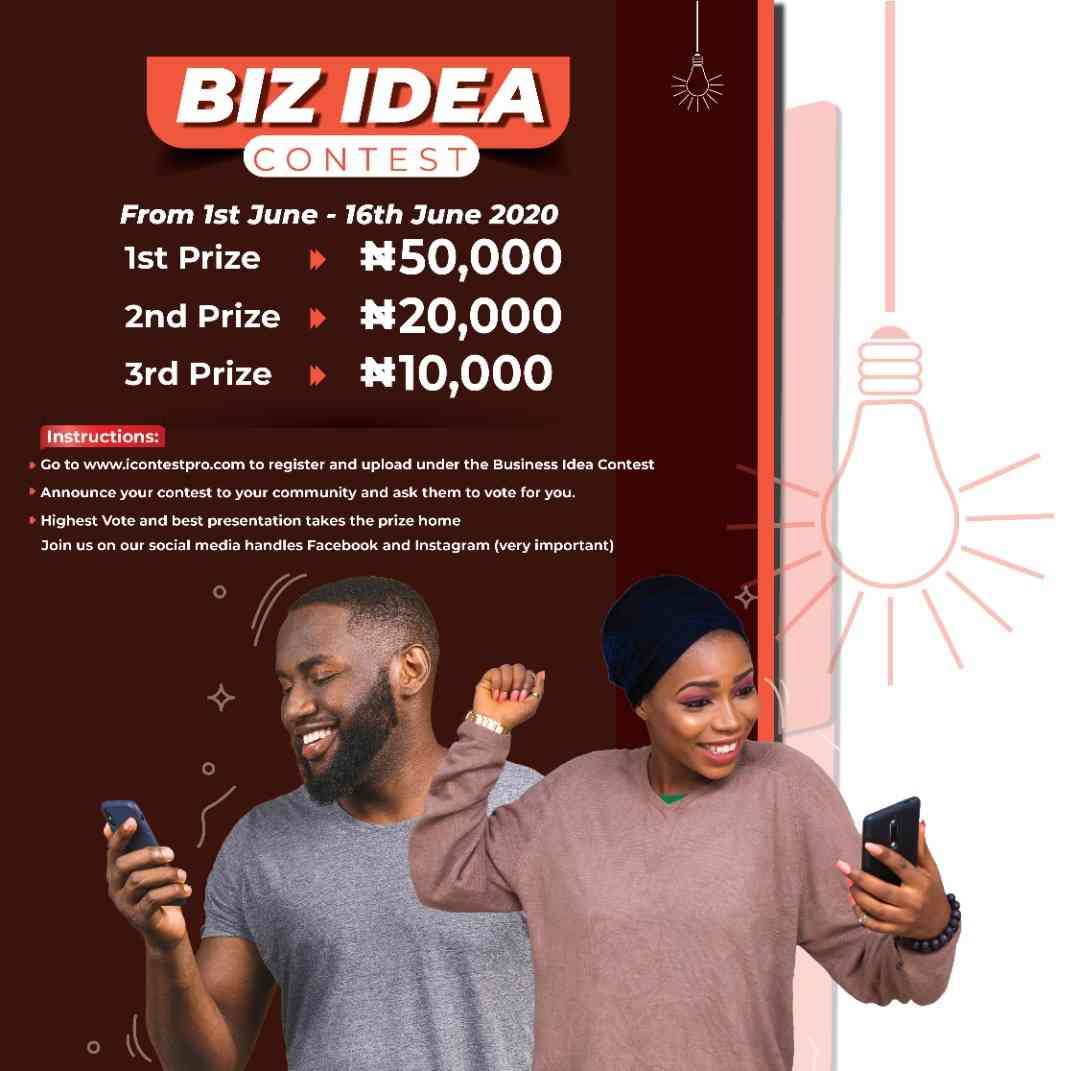 BIZ IDEA
CONTEST
From 1st June - 16th June 2020
1st Prize ₦50,000
2nd Prize ₦20,000
3rd Prize ₦10,000
Instructions:
Go to www.icontestpro.com to register and upload under the Business Idea Contest
Announce your contest to your community and ask them to vote for you.
Highest Vote and best presentation takes the prize home
Join us on our social media handles Facebook and Instagram (very important)